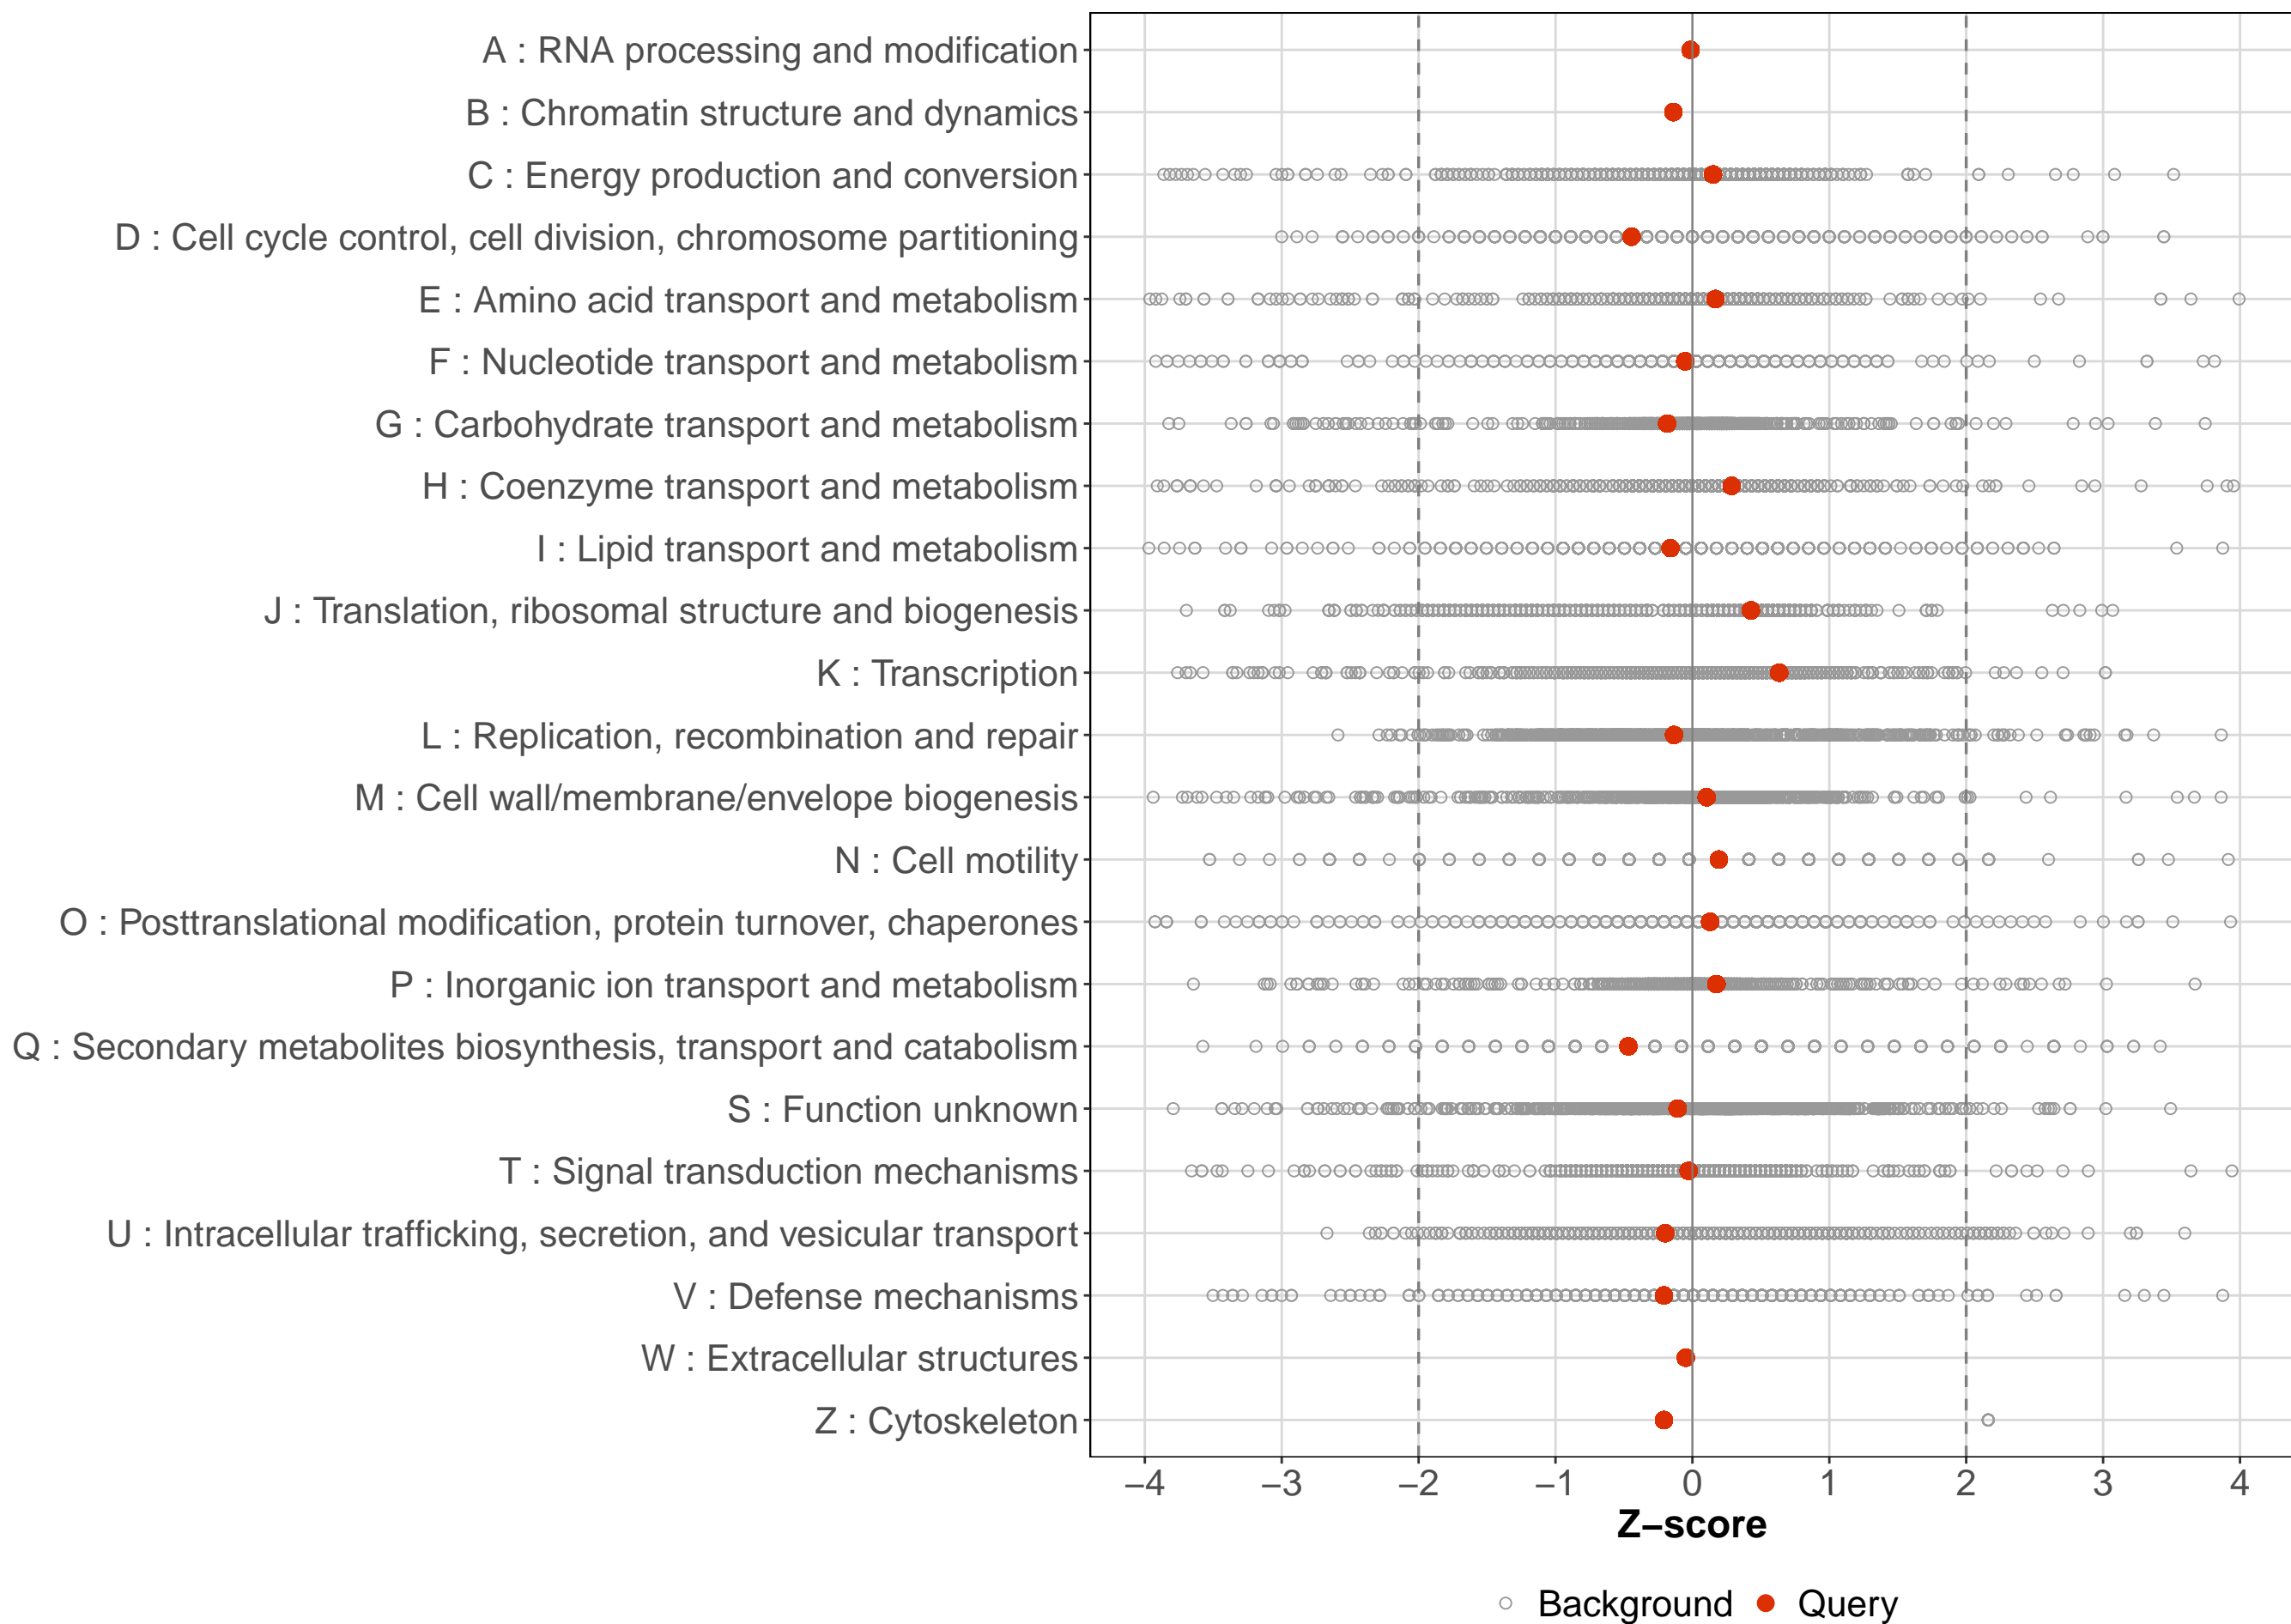 A : RNA processing and modification
B : Chromatin structure and dynamics
C : Energy production and conversion
D : Cell cycle control, cell division, chromosome partitioning
E : Amino acid transport and metabolism
F : Nucleotide transport and metabolism
G : Carbohydrate transport and metabolism
H : Coenzyme transport and metabolism
I : Lipid transport and metabolism
J : Translation, ribosomal structure and biogenesis
K : Transcription
L : Replication, recombination and repair
M : Cell wall/membrane/envelope biogenesis
N : Cell motility
O : Posttranslational modification, protein turnover, chaperones
P : Inorganic ion transport and metabolism
Q : Secondary metabolites biosynthesis, transport and catabolism
S : Function unknown
T : Signal transduction mechanisms
U : Intracellular trafficking, secretion, and vesicular transport
V : Defense mechanisms
W : Extracellular structures
Z : Cytoskeleton
−4 −3 −2 −1 0 1 2 3 4
Z−score
Background Query